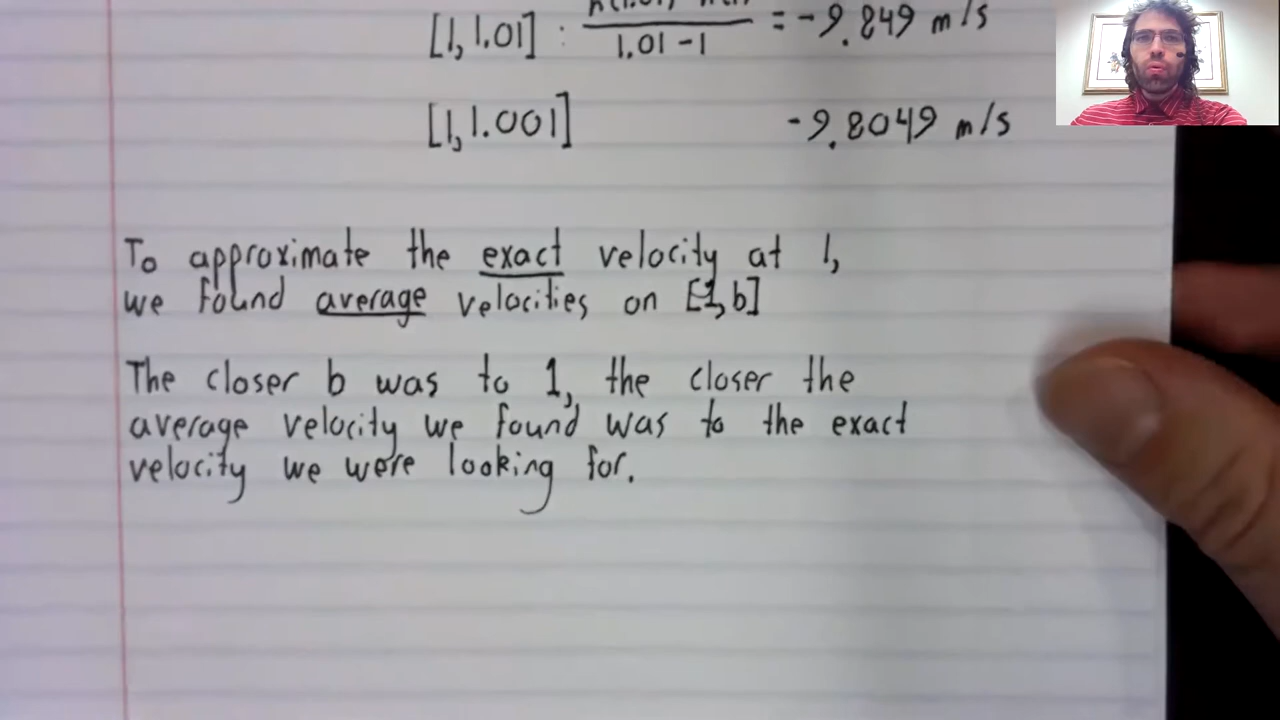 [1, 1.01] : = -9.849 m/s
1.01 - 1
[1, 1.001] -9.8049 m/s
To approximate the exact velocity at 1,
we found average velocities on [1, b]
The closer b was to 1, the closer the
average velocity we found was to the exact
velocity we were looking for.